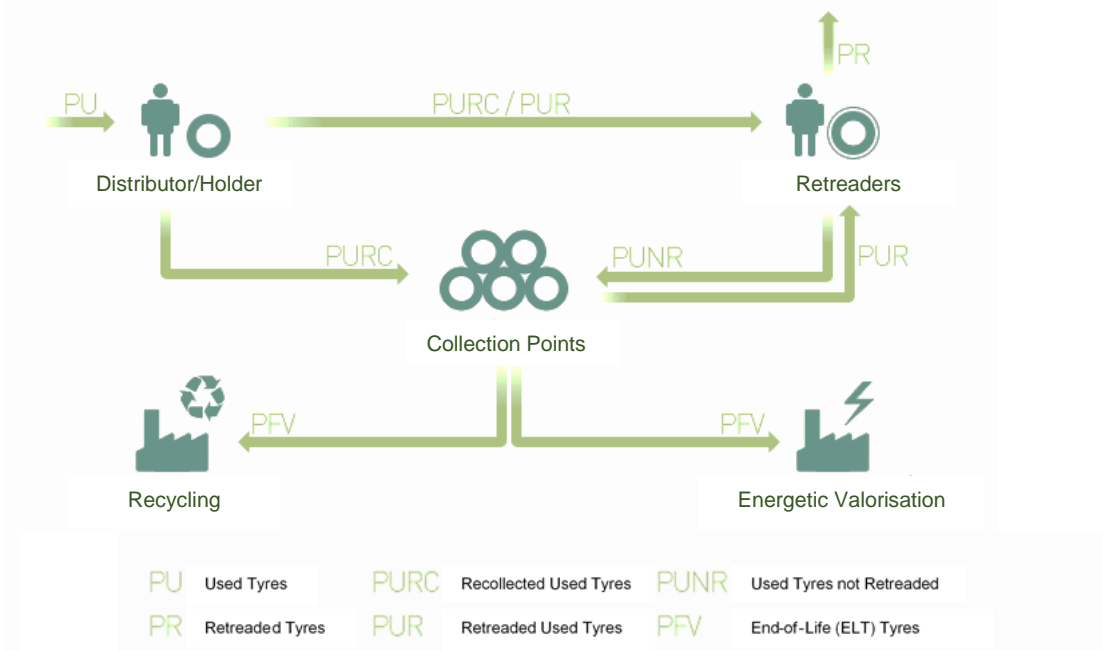 PR
PU
PURC / PUR
Distributor/Holder
Retreaders
PURC
PUNR
PUR
Collection Points
PFV
PFV
Recycling
Energetic Valorisation
PU Used Tyres PURC Recollected Used Tyres PUNR Used Tyres not Retreaded
PR Retreaded Tyres PUR Retreaded Used Tyres PFV End-of-Life (ELT) Tyres